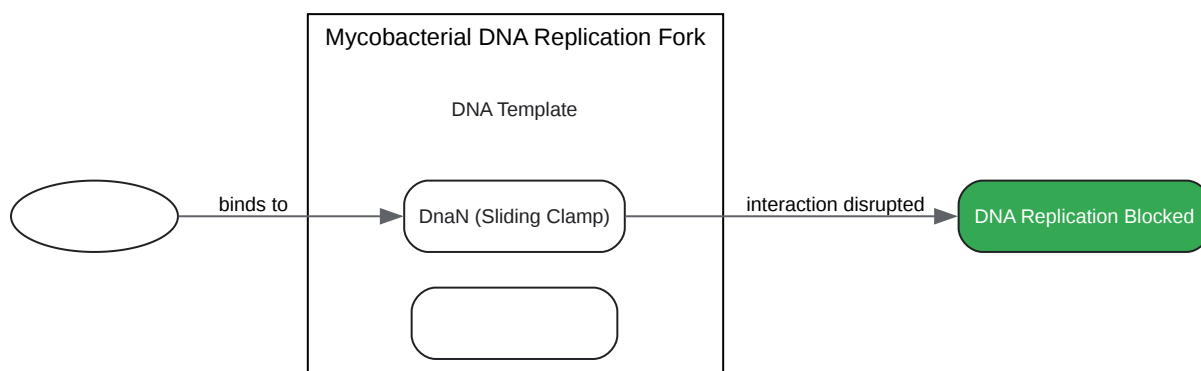 Mycobacterial DNA Replication Fork
DNA Template
binds to
DnaN (Sliding Clamp)
interaction disrupted
DNA Replication Blocked